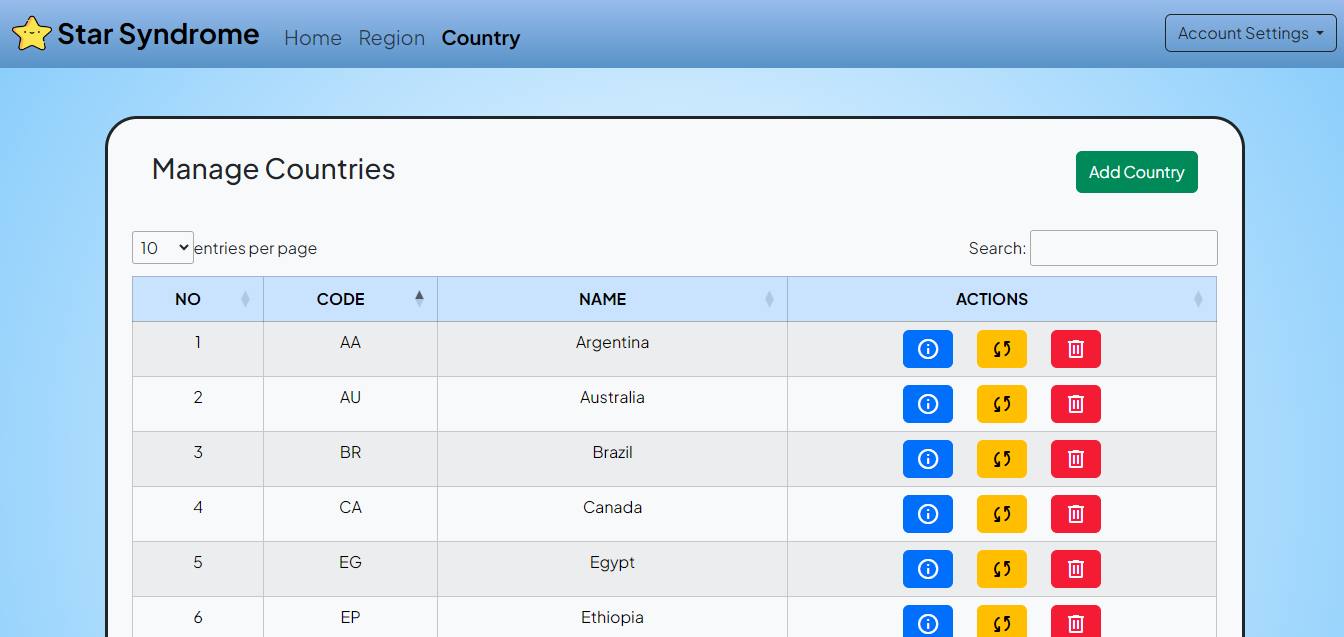 Star Syndrome Home Region Country Account Settings
Manage Countries Add Country
10 entries per page Search:
NO CODE NAME ACTIONS
1 AA Argentina
2 AU Australia
3 BR Brazil
4 CA Canada
5 EG Egypt
6 EP Ethiopia